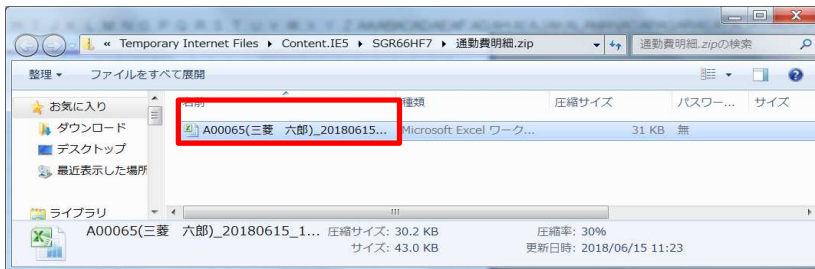 « Temporary Internet Files ▸ Content.IE5 ▸ SGR66HF7 ▸ 通勤費明細.zip
通勤費明細.zipの検索
整理 ファイルをすべて展開
お気に入り
名前 種類 圧縮サイズ パスワー... サイズ
ダウンロード
A00065(三菱 六郎)_20180615... Microsoft Excel ワーク... 31 KB 無
デスクトップ
最近表示した場所
ライブラリ
A00065(三菱 六郎)_20180615_1... 圧縮サイズ: 30.2 KB 圧縮率: 30%
サイズ: 43.0 KB 更新日時: 2018/06/15 11:23